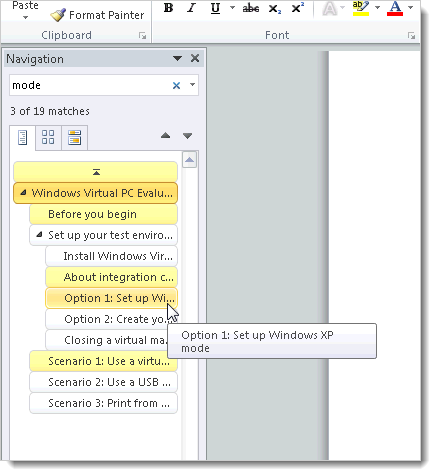 Paste
Format Painter
B I U abc X₂ X² A ab A
Clipboard
Font
Navigation
mode
3 of 19 matches
Windows Virtual PC Evalu...
Before you begin
Set up your test enviro...
Install Windows Vir...
About integration c...
Option 1: Set up Wi...
Option 2: Create yo...
Closing a virtual ma...
Option 1: Set up Windows XP
mode
Scenario 1: Use a virtu...
Scenario 2: Use a USB ...
Scenario 3: Print from ...